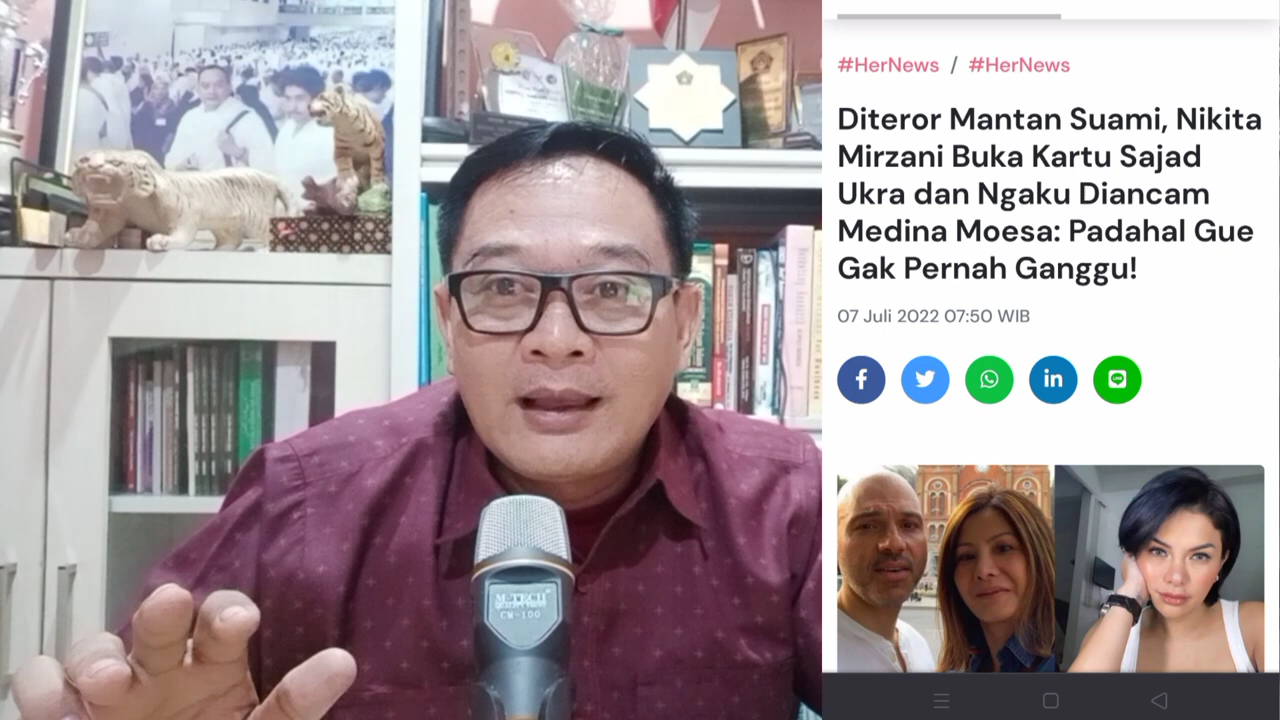 #HerNews / #HerNews
Diteror Mantan Suami, Nikita
Mirzani Buka Kartu Sajad
Ukra dan Ngaku Diancam
Medina Moesa: Padahal Gue
Gak Pernah Ganggu!
07 Juli 2022 07:50 WIB
M-TECH
CM-100